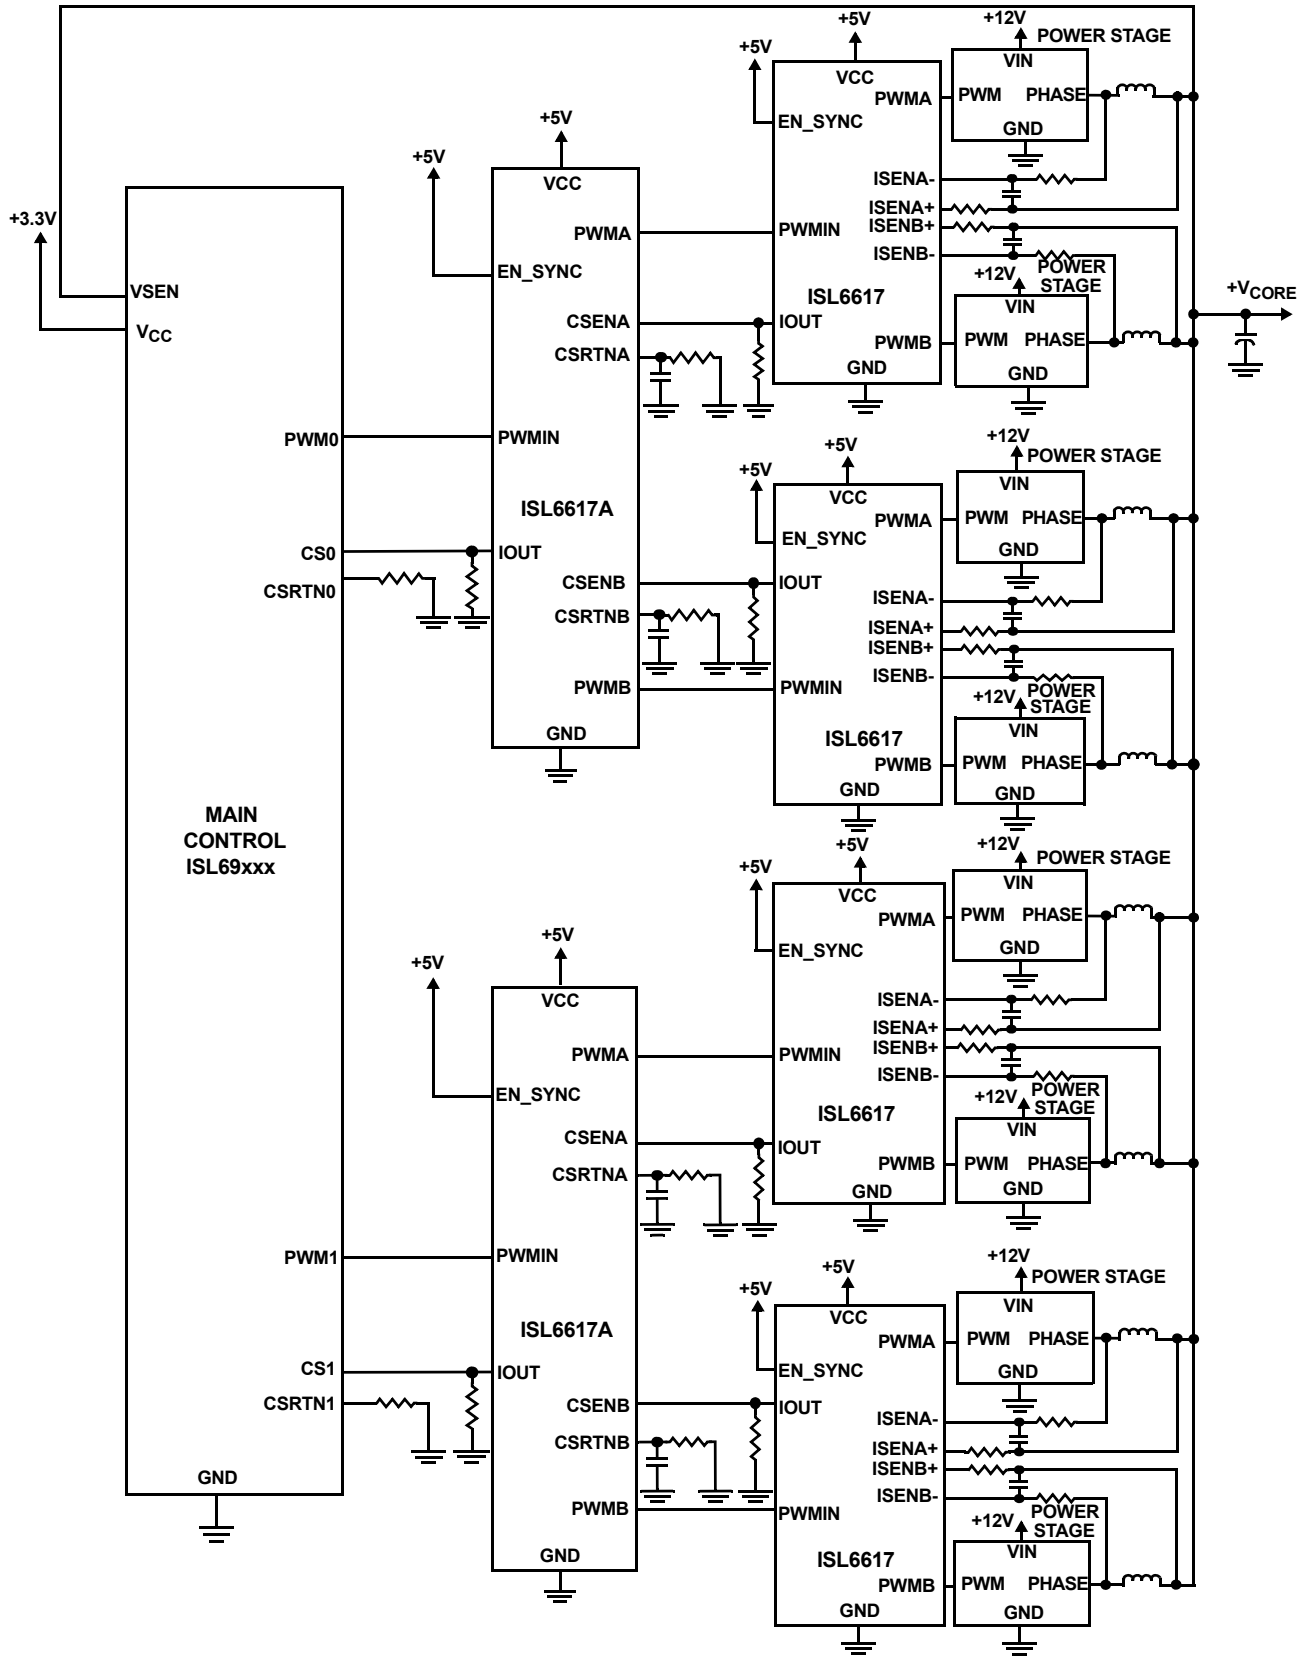 +12V
POWER STAGE
+5V
+5V
VIN
VCC
PWMA
PWM
PHASE
GND
EN_SYNC
+5V
+5V
VCC
ISENA-
ISENA+
ISENB+
ISENB-
PWMA
PWMIN
+12V
POWER
STAGE
+3.3V
EN_SYNC
ISL6617
VIN
VSEN
+VCORE
VCC
CSENA
IOUT
CSRTNA
PWMB
PWM
PHASE
GND
GND
PWM0
PWMIN
+12V
POWER STAGE
+5V
+5V
VIN
VCC
PWMA
PWM
PHASE
GND
EN_SYNC
ISL6617A
CS0
IOUT
CSRTN0
CSENB
IOUT
CSRTNB
ISENA-
ISENA+
ISENB+
ISENB-
PWMB
PWMIN
+12V
POWER
STAGE
GND
ISL6617
VIN
PWMB
PWM
PHASE
GND
GND
MAIN
CONTROL
ISL69xxx
+12V
POWER STAGE
+5V
+5V
VIN
VCC
PWMA
PWM
PHASE
GND
EN_SYNC
+5V
+5V
VCC
ISENA-
ISENA+
ISENB+
ISENB-
PWMA
PWMIN
EN_SYNC
+12V
POWER
STAGE
ISL6617
VIN
CSENA
IOUT
CSRTNA
PWMB
PWM
PHASE
GND
GND
PWM1
PWMIN
+12V
POWER STAGE
+5V
+5V
VIN
VCC
PWMA
PWM
PHASE
GND
EN_SYNC
ISL6617A
CS1
IOUT
CSRTN1
CSENB
IOUT
CSRTNB
ISENA-
ISENA+
ISENB+
ISENB-
GND
PWMB
PWMIN
+12V
POWER
STAGE
GND
ISL6617
VIN
PWMB
PWM
PHASE
GND
GND